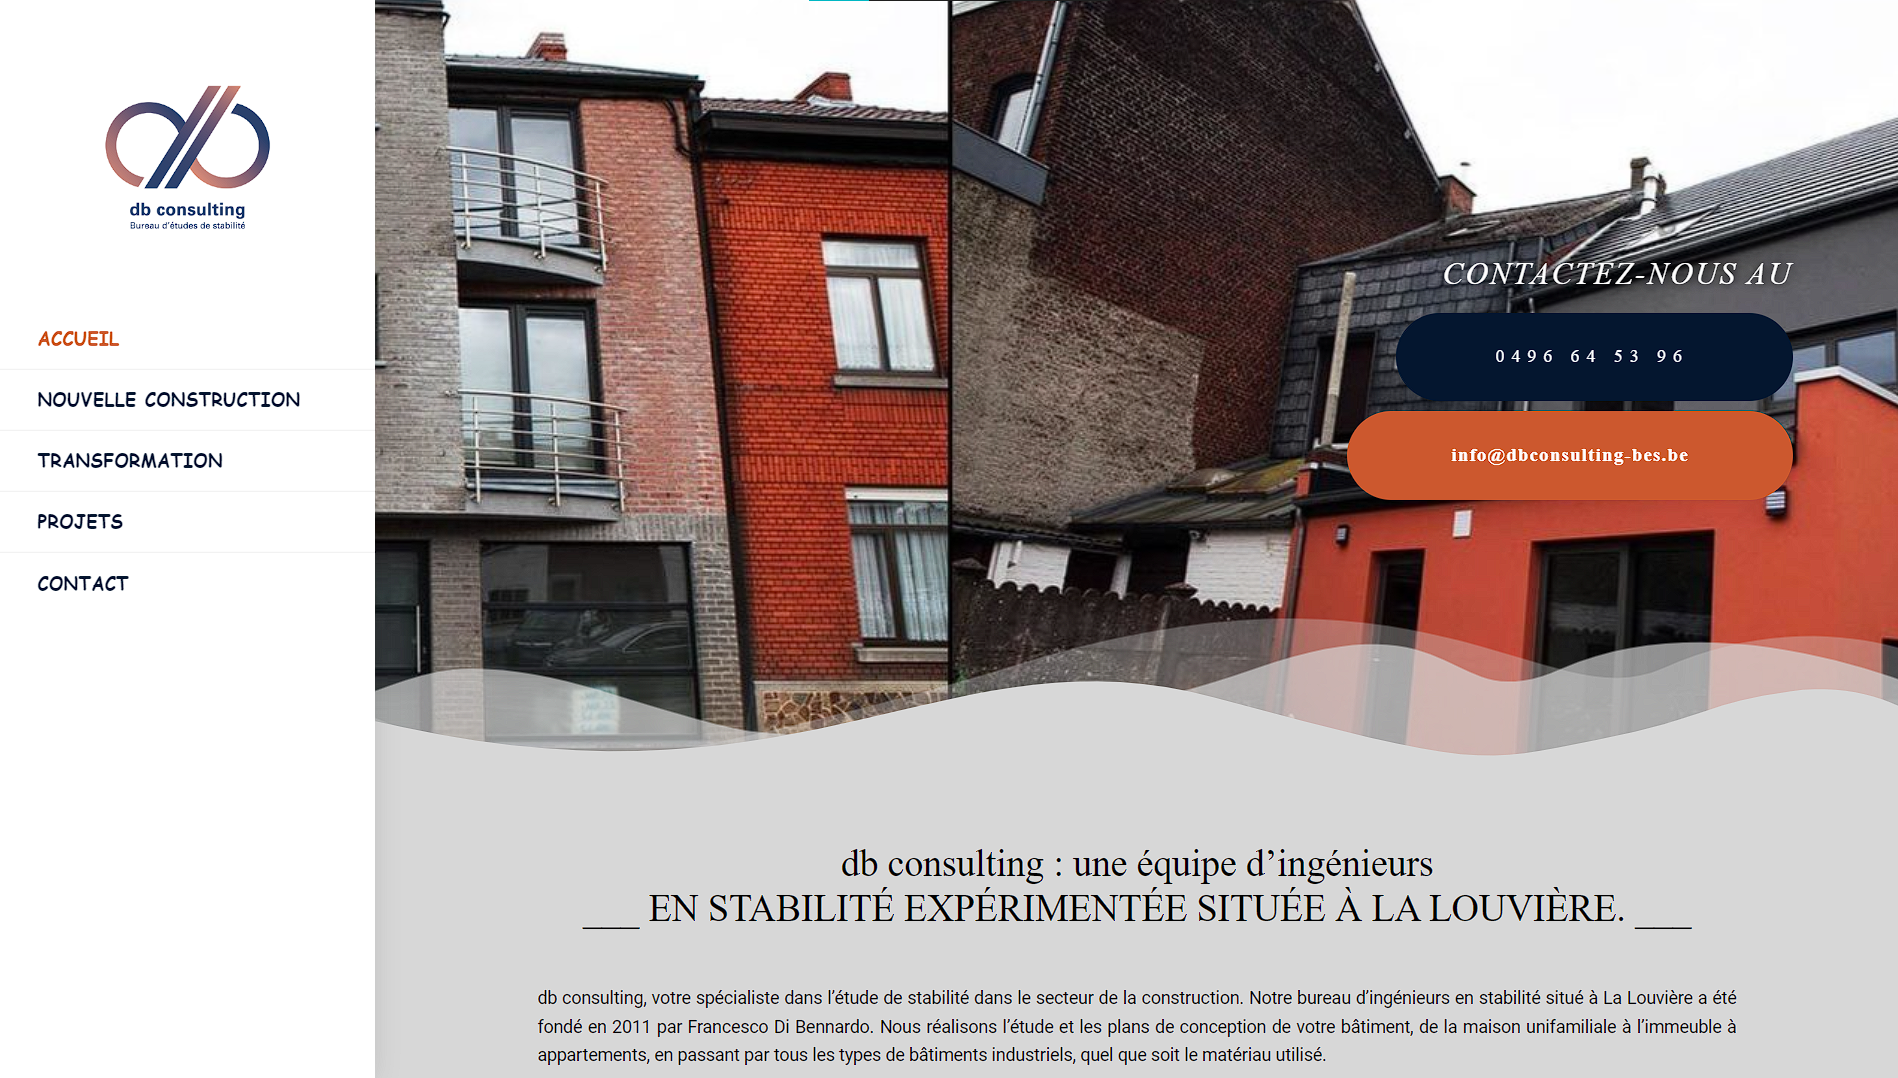 db consulting
Bureau d'études de stabilité
ACCUEIL
NOUVELLE CONSTRUCTION
TRANSFORMATION
PROJETS
CONTACT
CONTACTEZ-NOUS AU
0496 64 53 96
info@dbconsulting-bes.be
db consulting : une équipe d’ingénieurs
___ EN STABILITÉ EXPÉRIMENTÉE SITUÉE À LA LOUVIÈRE. ___
db consulting, votre spécialiste dans l’étude de stabilité dans le secteur de la construction. Notre bureau d’ingénieurs en stabilité situé à La Louvière a été
fondé en 2011 par Francesco Di Bennardo. Nous réalisons l’étude et les plans de conception de votre bâtiment, de la maison unifamiliale à l’immeuble à
appartements, en passant par tous les types de bâtiments industriels, quel que soit le matériau utilisé.